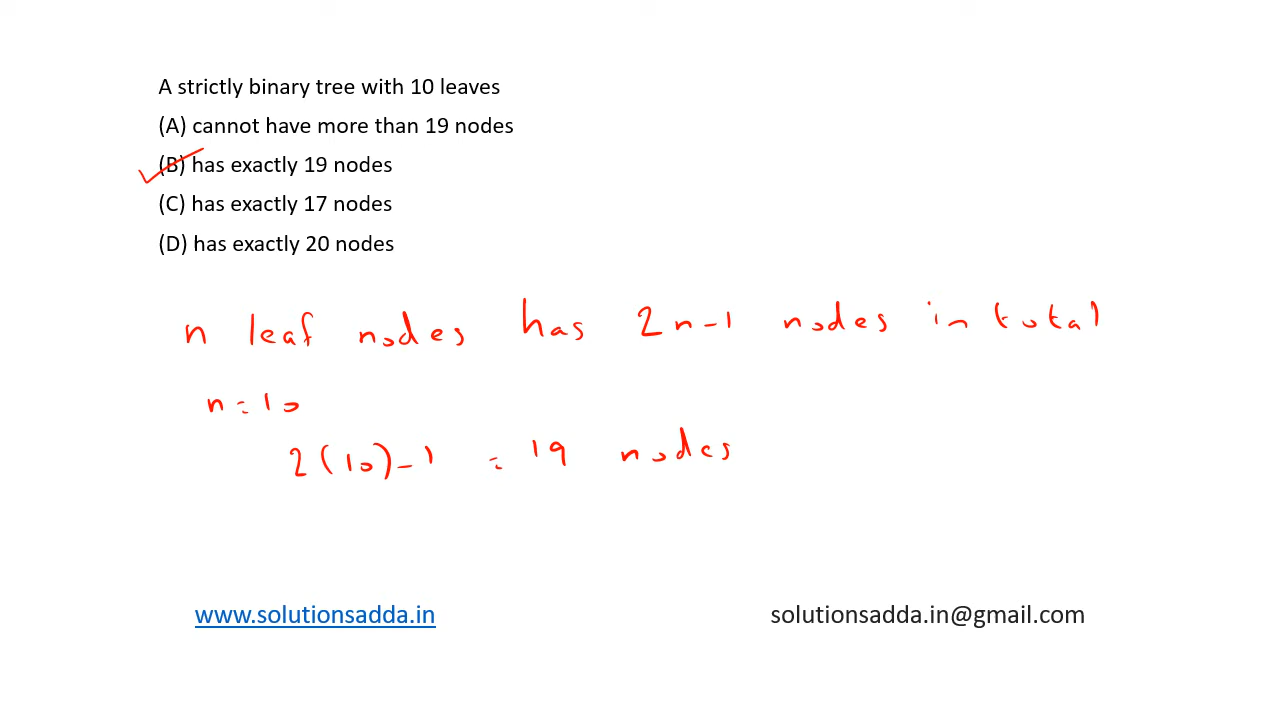 A strictly binary tree with 10 leaves
(A) cannot have more than 19 nodes
(B) has exactly 19 nodes
(C) has exactly 17 nodes
(D) has exactly 20 nodes
n leaf nodes has 2n-1 nodes in total
n=10
2(10)-1 = 19 nodes
www.solutionsadda.in
solutionsadda.in@gmail.com